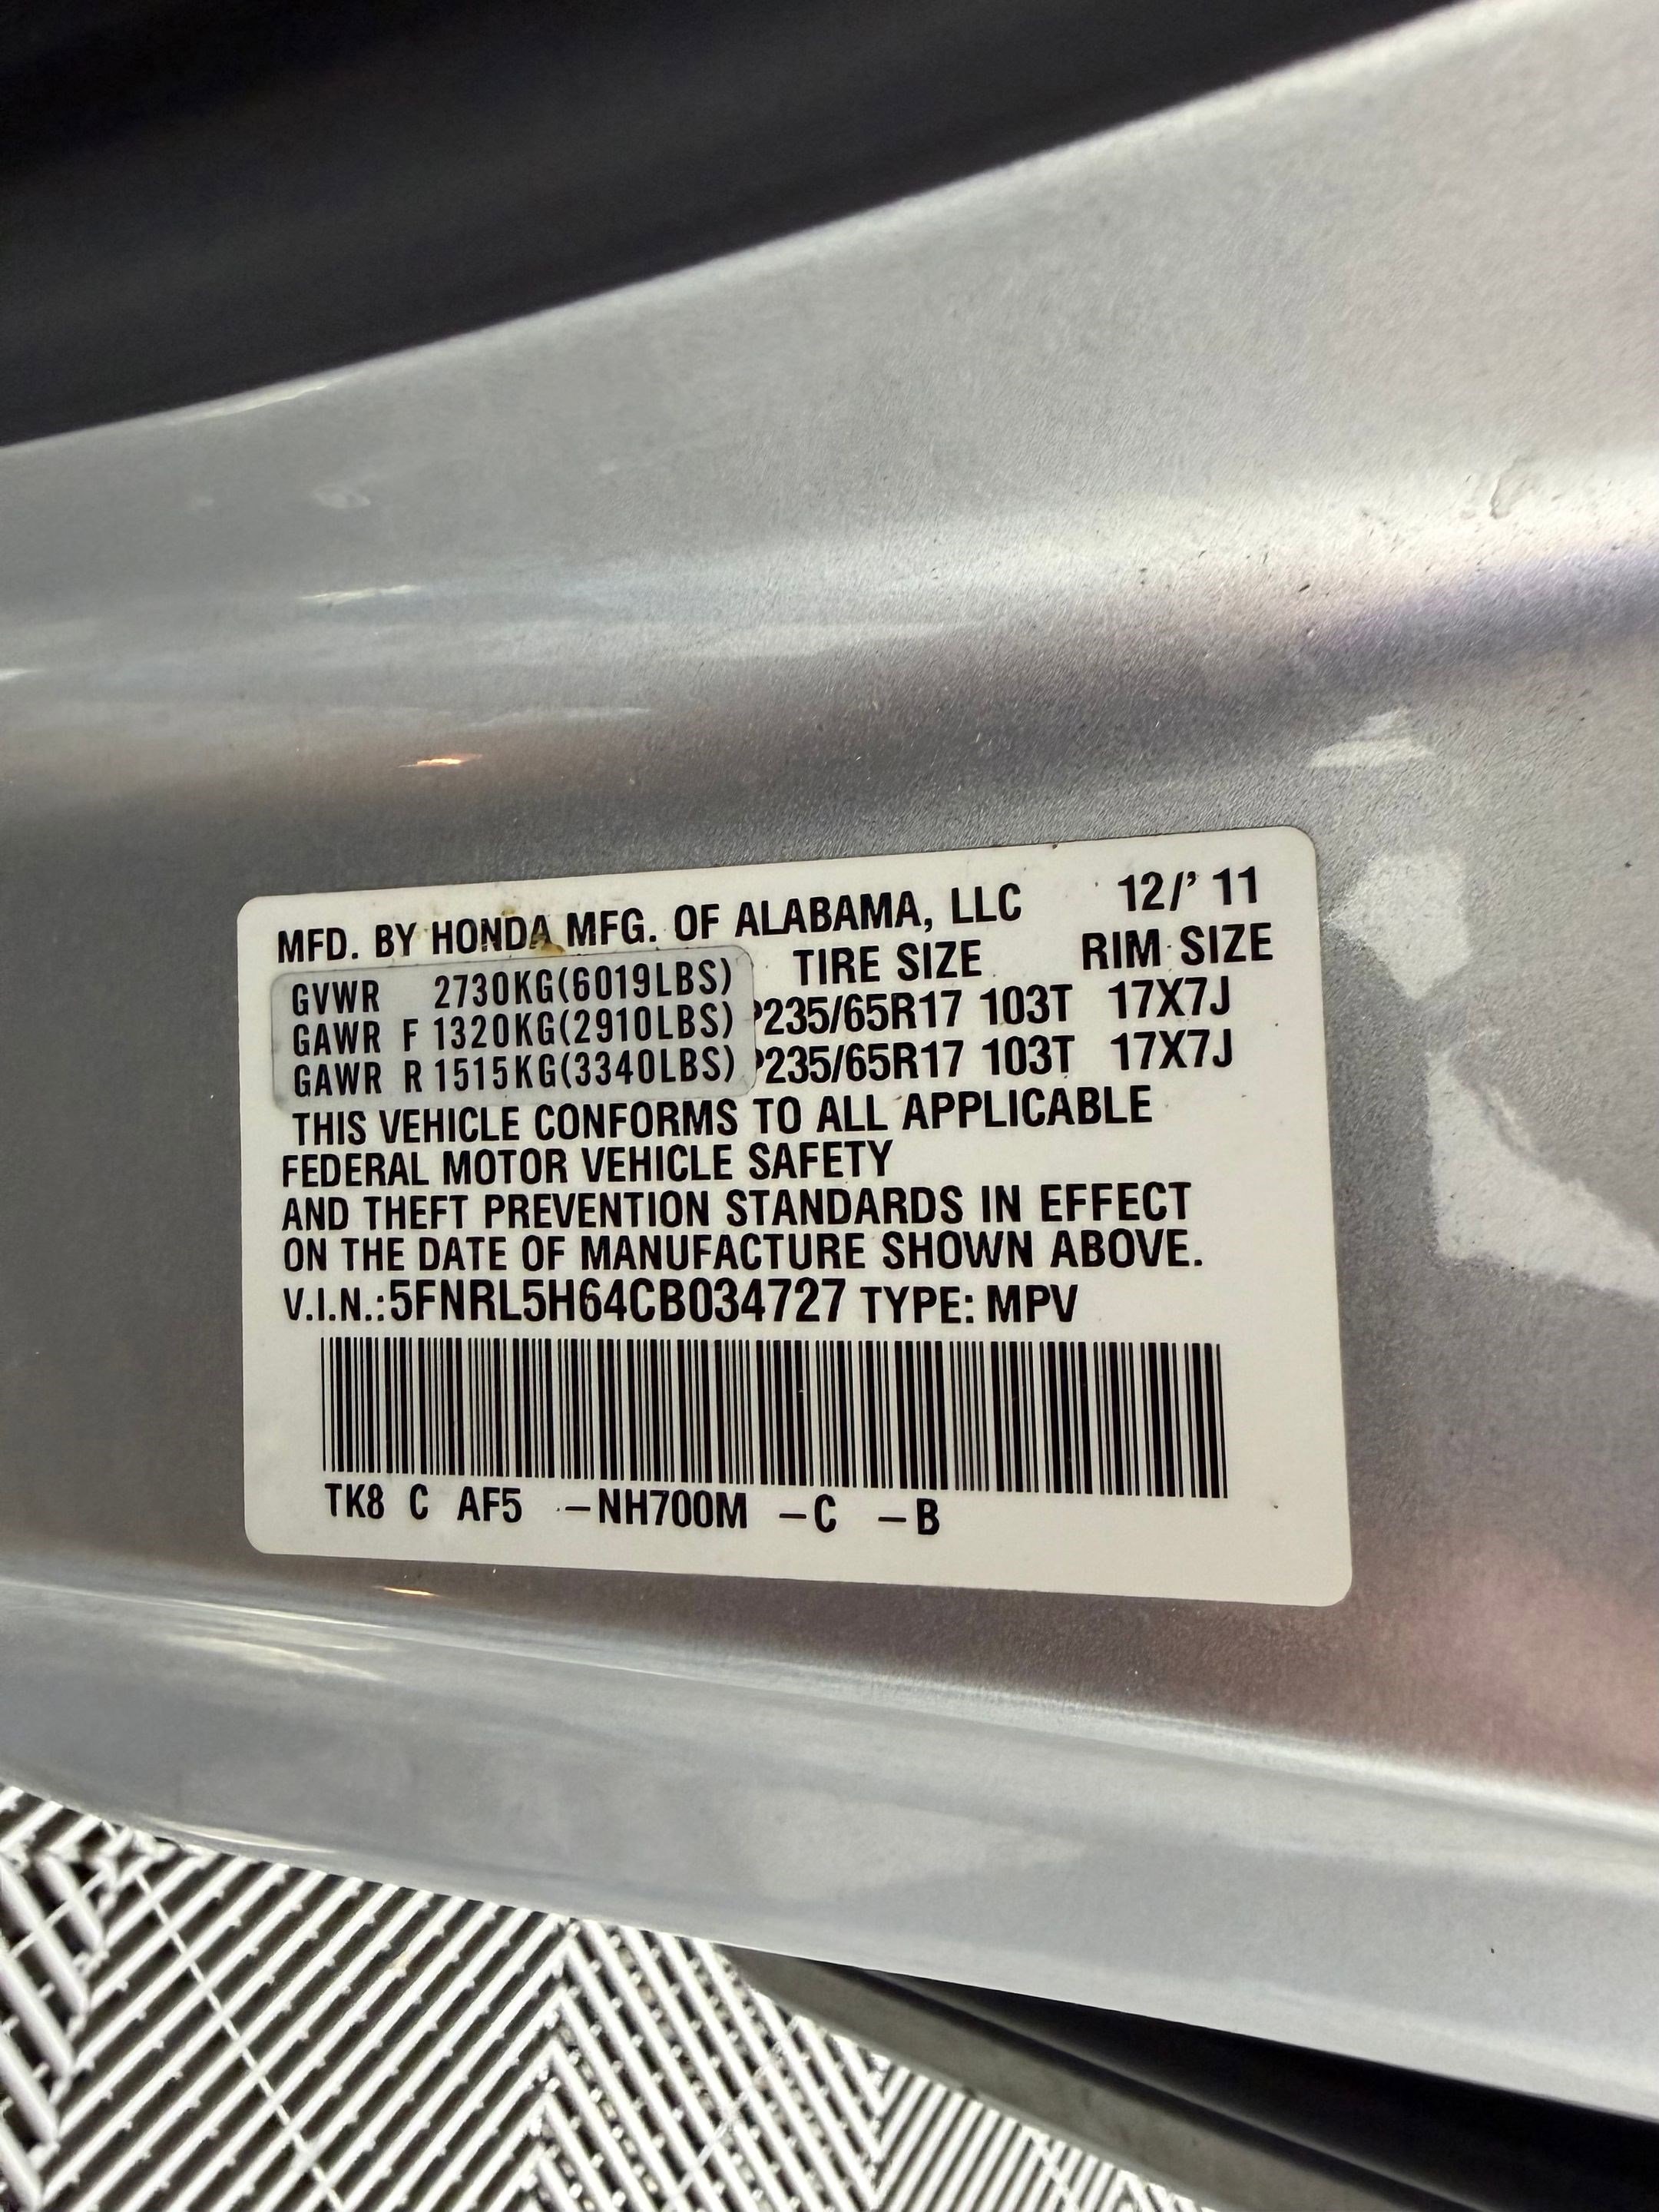 MFD. BY HONDA MFG. OF ALABAMA, LLC 12/' 11
TIRE SIZE RIM SIZE
GVWR 2730KG(6019LBS)
GAWR F 1320KG(2910LBS) P235/65R17 103T 17X7J
GAWR R 1515KG(3340LBS) P235/65R17 103T 17X7J
THIS VEHICLE CONFORMS TO ALL APPLICABLE
FEDERAL MOTOR VEHICLE SAFETY
AND THEFT PREVENTION STANDARDS IN EFFECT
ON THE DATE OF MANUFACTURE SHOWN ABOVE.
V.I.N.:5FNRL5H64CB034727 TYPE: MPV
TK8 C AF5 -NH700M -C -B